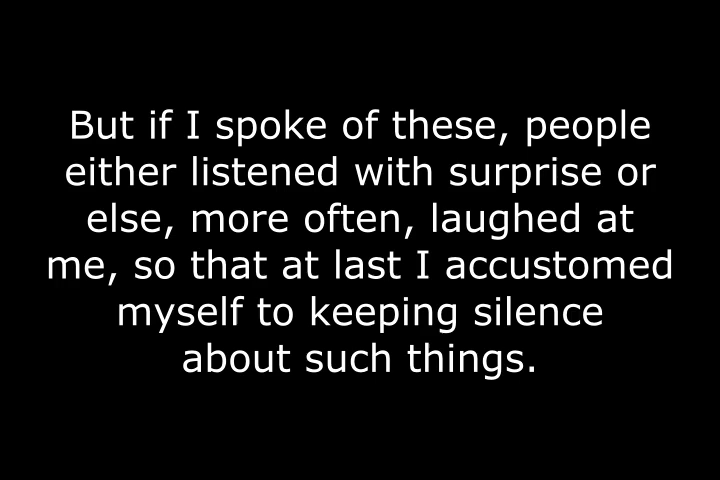 But if I spoke of these, people
either listened with surprise or
else, more often, laughed at
me, so that at last I accustomed
myself to keeping silence
about such things.